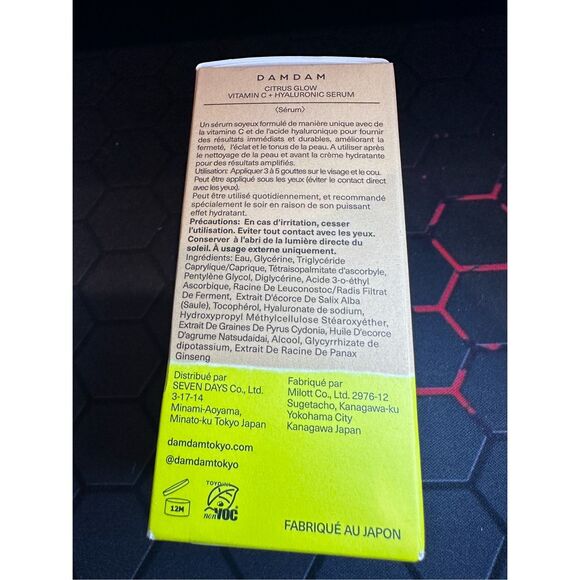 DAMDAM
CITRUS GLOW
VITAMIN C + HYALURONIC SERUM
(Sérum)
Un sérum soyeux formulé de manière unique avec de
la vitamine C et de l'acide hyaluronique pour fournir
des résultats immédiats et durables, améliorant la
fermeté, l'éclat et le tonus de la peau. A utiliser après
le nettoyage de la peau et avant la crème hydratante
pour des résultats amplifiés.
Utilisation: Appliquer 3 à 5 gouttes sur le visage et le cou.
Peut être appliqué sous les yeux (éviter le contact direct
avec les yeux).
Peut être utilisé quotidiennement, et recommandé
spécialement le soir en raison de son puissant
effet hydratant.
Précautions: En cas d'irritation, cesser
l'utilisation. Eviter tout contact avec les yeux.
Conserver à l'abri de la lumière directe du
soleil. À usage externe uniquement.
Ingrédients: Eau, Glycérine, Triglycéride
Caprylique/Caprique, Tétraisopalmitate d'ascorbyle,
Pentylène Glycol, Diglycérine, Acide 3-o-éthyl
Ascorbique, Racine De Leuconostoc/Radis Filtrat
De Ferment, Extrait D'écorce De Salix Alba
(Saule), Tocophérol, Hyaluronate de sodium,
Hydroxypropyl Méthylcellulose Stéaroxyéther,
Extrait De Graines De Pyrus Cydonia, Huile D'ecorce
D'agrume Natsudaidai, Alcool, Glycyrrhizate de
dipotassium, Extrait De Racine De Panax
Ginseng
Distribué par
SEVEN DAYS Co., Ltd.
3-17-14
Minami-Aoyama,
Minato-ku Tokyo Japan
Fabriqué par
Milott Co., Ltd. 2976-12
Sugetacho, Kanagawa-ku
Yokohama City
Kanagawa Japan
damdamtokyo.com
@damdamtokyo
12M
TOYOINK
nonVOC
FABRIQUÉ AU JAPON